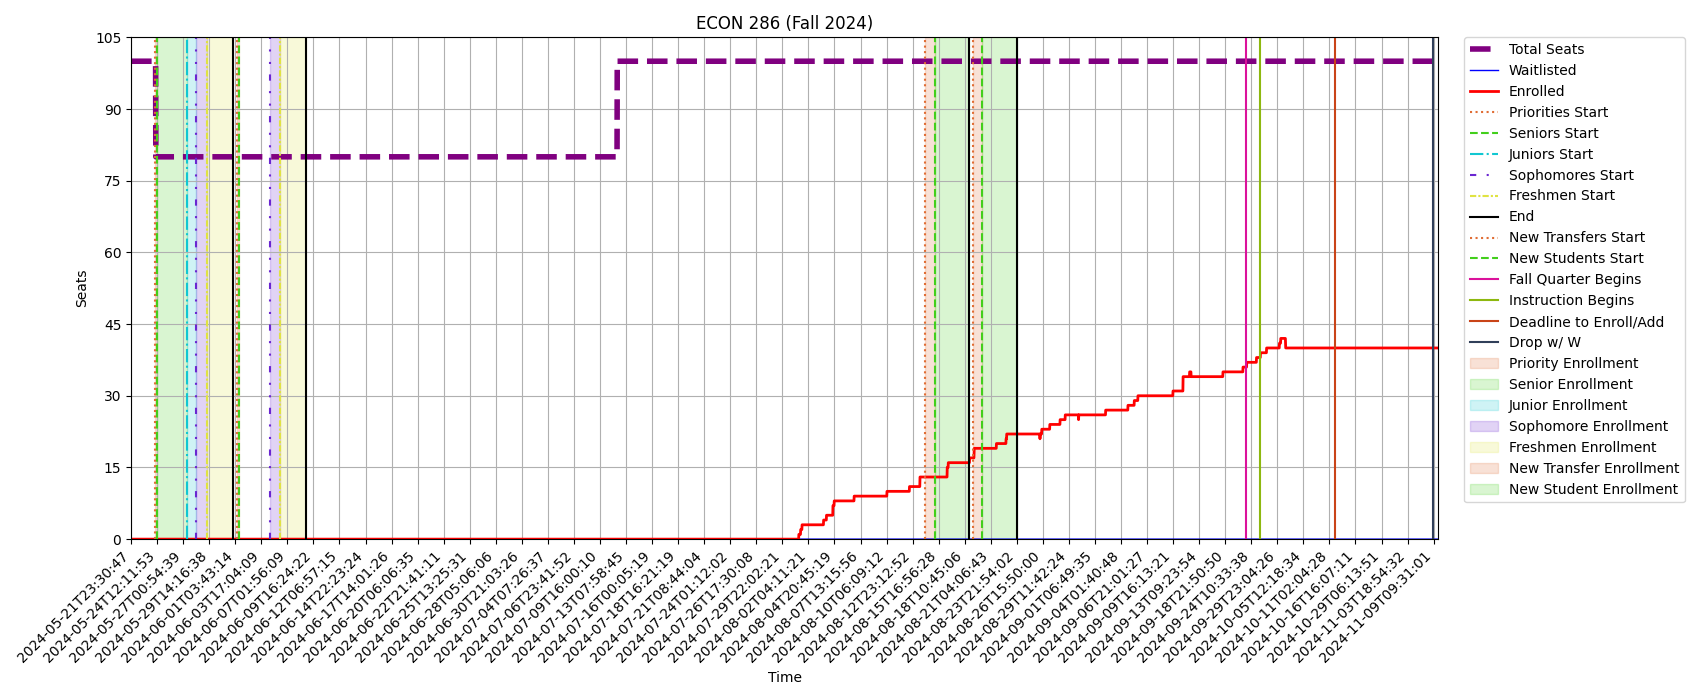 ECON 286 (Fall 2024)
105
90
75
60
45
30
15
0
Seats
2024-05-21T23:30:47
2024-05-24T12:11:53
2024-05-27T00:54:39
2024-05-29T14:16:38
2024-06-01T03:43:14
2024-06-03T17:04:09
2024-06-07T01:56:09
2024-06-09T16:24:22
2024-06-12T06:57:15
2024-06-14T22:23:24
2024-06-17T14:01:26
2024-06-20T06:06:35
2024-06-22T21:41:11
2024-06-25T13:25:31
2024-06-28T05:06:06
2024-06-30T21:03:26
2024-07-04T07:26:37
2024-07-06T23:41:52
2024-07-09T16:00:10
2024-07-13T07:58:45
2024-07-16T00:05:19
2024-07-18T16:21:19
2024-07-21T08:44:04
2024-07-24T01:12:02
2024-07-26T17:30:08
2024-07-29T22:02:21
2024-08-02T04:11:21
2024-08-04T20:45:19
2024-08-07T13:15:56
2024-08-10T06:09:12
2024-08-12T23:12:52
2024-08-15T16:56:28
2024-08-18T10:45:06
2024-08-21T04:06:43
2024-08-23T21:54:02
2024-08-26T15:50:00
2024-08-29T11:42:24
2024-09-01T06:49:35
2024-09-04T01:40:48
2024-09-06T21:01:27
2024-09-09T16:13:21
2024-09-13T09:23:54
2024-09-18T21:50:50
2024-09-24T10:33:38
2024-09-29T23:04:26
2024-10-05T12:18:34
2024-10-11T02:04:28
2024-10-16T16:07:11
2024-10-29T06:13:51
2024-11-03T18:54:32
2024-11-09T09:31:01
Time
Total Seats
Waitlisted
Enrolled
Priorities Start
Seniors Start
Juniors Start
Sophomores Start
Freshmen Start
End
New Transfers Start
New Students Start
Fall Quarter Begins
Instruction Begins
Deadline to Enroll/Add
Drop w/ W
Priority Enrollment
Senior Enrollment
Junior Enrollment
Sophomore Enrollment
Freshmen Enrollment
New Transfer Enrollment
New Student Enrollment